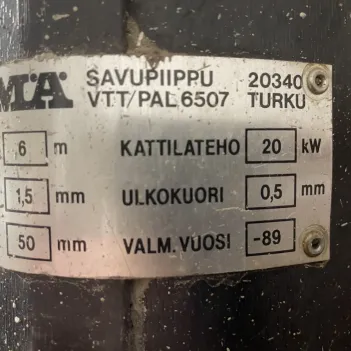 MÄ SAVUPIIPPU 20340
VTT/PAL 6507 TURKU
6 m KATTILATEHO 20 kW
1,5 mm ULKOKUORI 0,5 mm
50 mm VALM. VUOSI -89